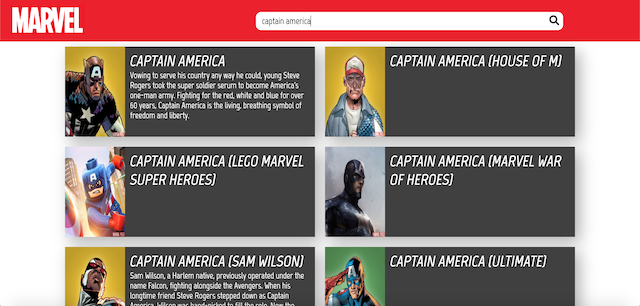 MARVEL
captain america
CAPTAIN AMERICA
Vowing to serve his country any way he could, young Steve
Rogers took the super soldier serum to become America's
one-man army. Fighting for the red, white and blue for over
60 years, Captain America is the living, breathing symbol of
freedom and liberty.
CAPTAIN AMERICA (HOUSE OF M)
CAPTAIN AMERICA (LEGO MARVEL
SUPER HEROES)
CAPTAIN AMERICA (MARVEL WAR
OF HEROES)
CAPTAIN AMERICA (SAM WILSON)
Sam Wilson, a Harlem native, previously operated under the
name Falcon, fighting alongside the Avengers. When his
longtime friend Steve Rogers stepped down as Captain
America, Wilson was hand-picked to fill the role. Now the
CAPTAIN AMERICA (ULTIMATE)